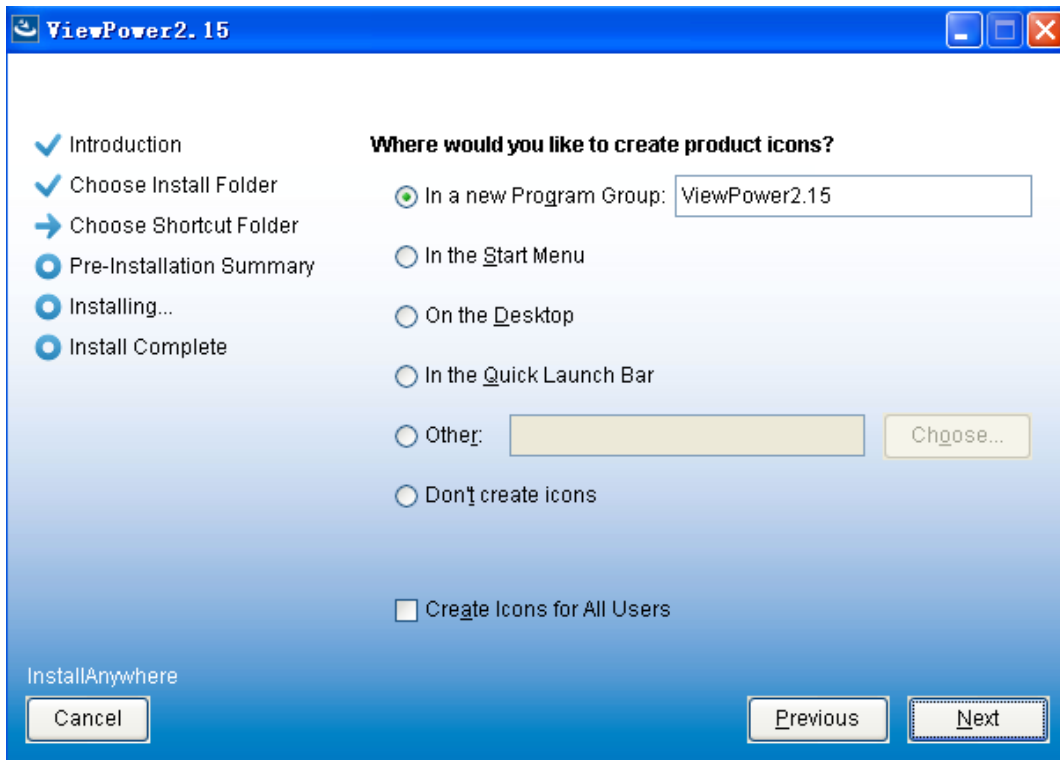 ViewPower2.15
Introduction
Choose Install Folder
Choose Shortcut Folder
Pre-Installation Summary
Installing...
Install Complete
Where would you like to create product icons?
In a new Program Group: ViewPower2.15
In the Start Menu
On the Desktop
In the Quick Launch Bar
Other: Choose...
Don't create icons
Create Icons for All Users
InstallAnywhere
Cancel Previous Next